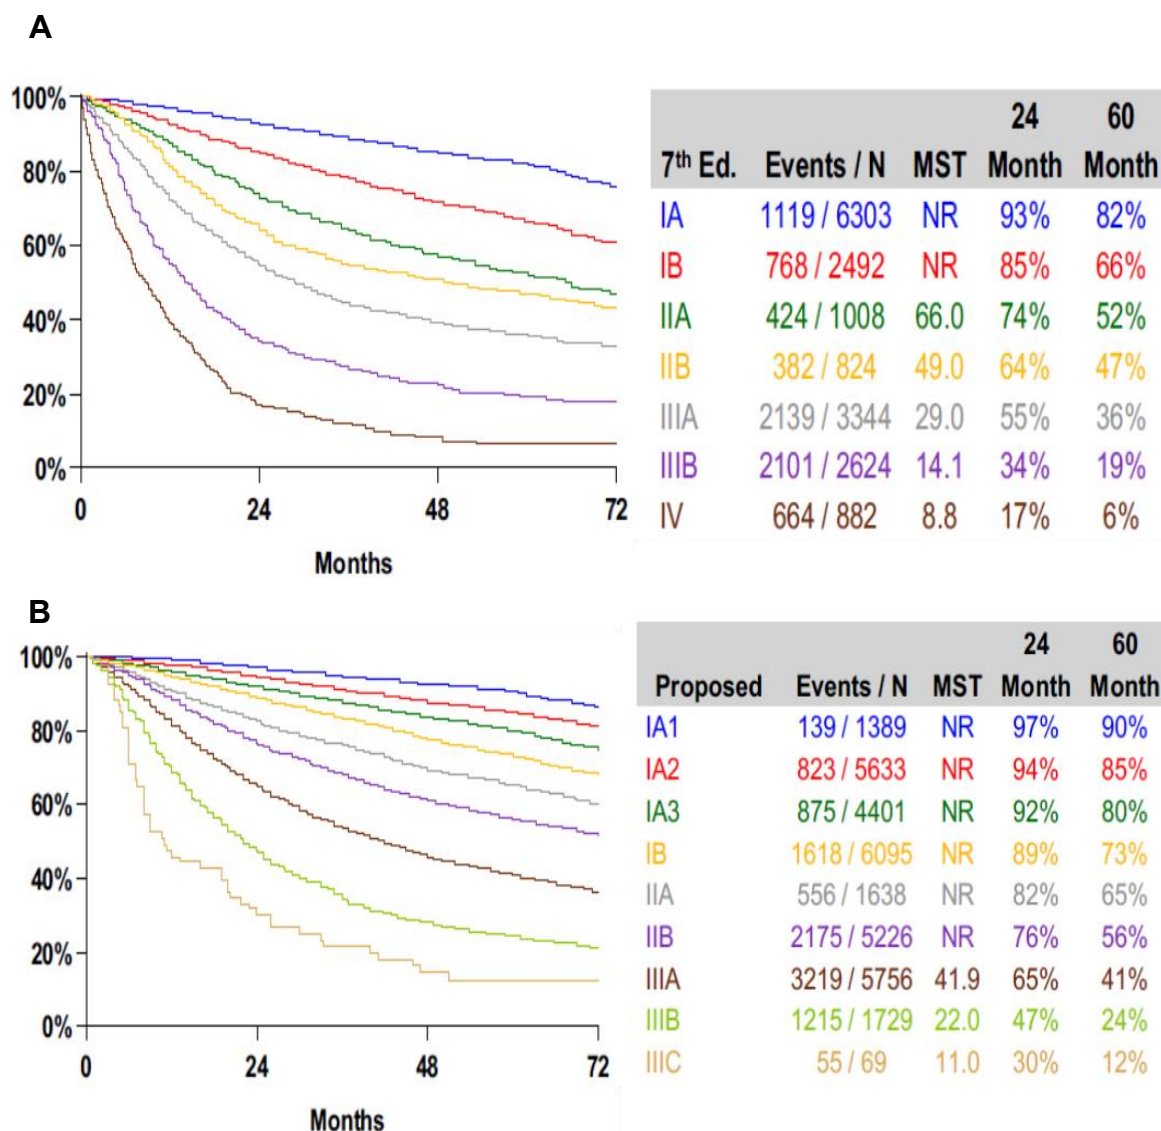 A
100%
80%
60%
40%
20%
0%
0 24 48 72
Months
24 60
7th Ed. Events / N MST Month Month
IA 1119 / 6303 NR 93% 82%
IB 768 / 2492 NR 85% 66%
IIA 424 / 1008 66.0 74% 52%
IIB 382 / 824 49.0 64% 47%
IIIA 2139 / 3344 29.0 55% 36%
IIIB 2101 / 2624 14.1 34% 19%
IV 664 / 882 8.8 17% 6%
B
100%
80%
60%
40%
20%
0%
0 24 48 72
Months
24 60
Proposed Events / N MST Month Month
IA1 139 / 1389 NR 97% 90%
IA2 823 / 5633 NR 94% 85%
IA3 875 / 4401 NR 92% 80%
IB 1618 / 6095 NR 89% 73%
IIA 556 / 1638 NR 82% 65%
IIB 2175 / 5226 NR 76% 56%
IIIA 3219 / 5756 41.9 65% 41%
IIIB 1215 / 1729 22.0 47% 24%
IIIC 55 / 69 11.0 30% 12%